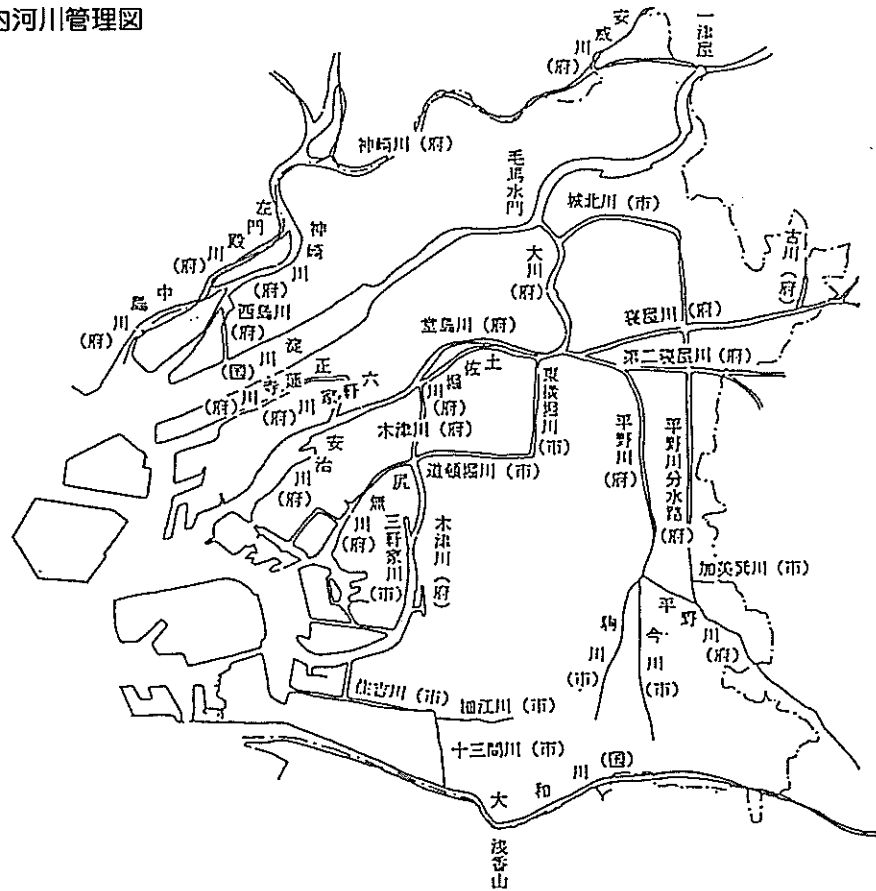 内河川管理図
安威川(府)
一津屋
神崎川(府)
毛馬水門
城北川(市)
左門殿川(府)
神崎川(府)
中島川(府)
西島川(府)
古川(府)
大川(府)
寝屋川(府)
堂島川(府)
淀川(国)
第二寝屋川(府)
正蓮寺川(府)
六軒家川(府)
土佐堀川(府)
東横堀川(市)
木津川(府)
安治川(府)
道頓堀川(市)
平野川(府)
平野川分水路(府)
尻無川(府)
三軒家川(市)
木津川(府)
加美巽川(市)
平野川(府)
駒川(市)
今川(市)
住吉川(市)
細江川(市)
十三間川(市)
大和川(国)
浅香山